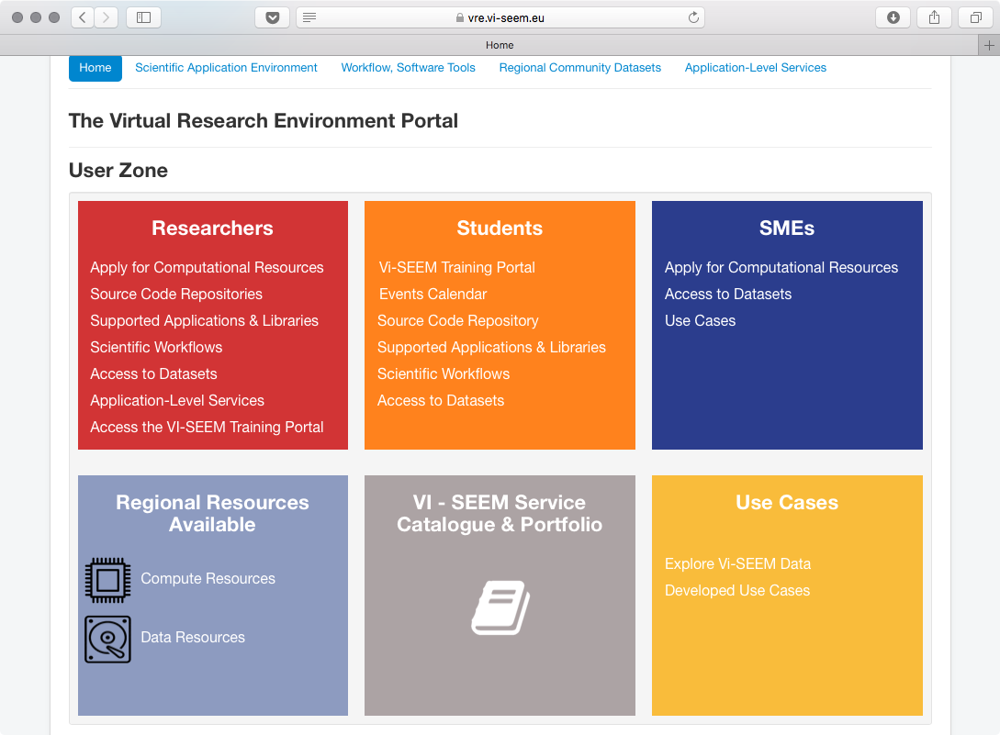 vre.vi-seem.eu
Home
Home
Scientific Application Environment
Workflow, Software Tools
Regional Community Datasets
Application-Level Services
The Virtual Research Environment Portal
User Zone
Researchers
Apply for Computational Resources
Source Code Repositories
Supported Applications & Libraries
Scientific Workflows
Access to Datasets
Application-Level Services
Access the VI-SEEM Training Portal
Students
Vi-SEEM Training Portal
Events Calendar
Source Code Repository
Supported Applications & Libraries
Scientific Workflows
Access to Datasets
SMEs
Apply for Computational Resources
Access to Datasets
Use Cases
Regional Resources
Available
Compute Resources
Data Resources
VI - SEEM Service
Catalogue & Portfolio
Use Cases
Explore Vi-SEEM Data
Developed Use Cases